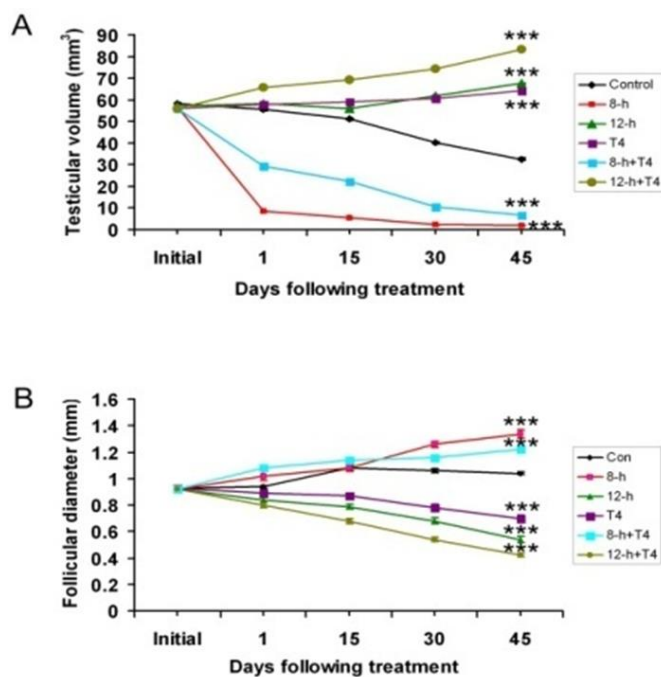 A
Testicular volume (mm³)
90
80
70
60
50
40
30
20
10
0
Initial 1 15 30 45
Days following treatment
***
***
***
***
***
Control
8-h
12-h
T4
8-h+T4
12-h+T4
B
Follicular diameter (mm)
1.6
1.4
1.2
1
0.8
0.6
0.4
0.2
0
Initial 1 15 30 45
Days following treatment
***
***
***
***
***
Con
8-h
12-h
T4
8-h+T4
12-h+T4